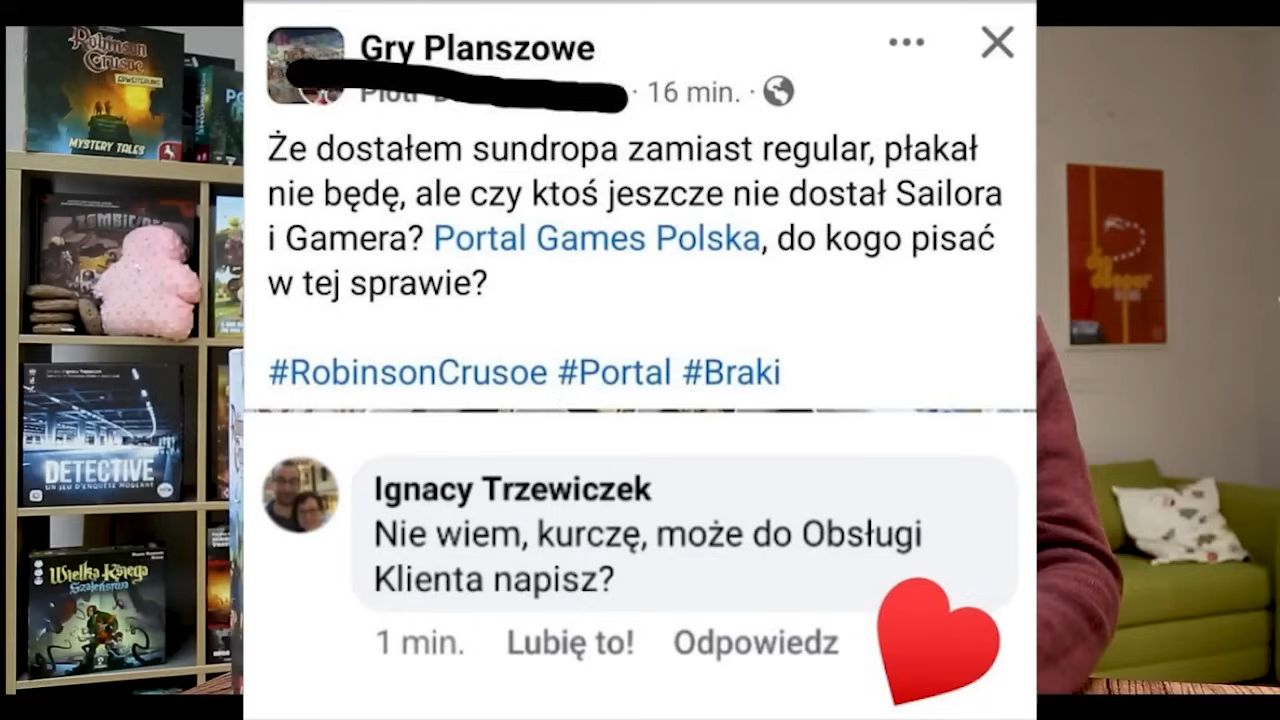 Gry Planszowe
Piotr
· 16 min. ·
Że dostałem sundropa zamiast regular, płakał
nie będę, ale czy ktoś jeszcze nie dostał Sailora
i Gamera? Portal Games Polska, do kogo pisać
w tej sprawie?
#RobinsonCrusoe #Portal #Braki
Ignacy Trzewiczek
Nie wiem, kurczę, może do Obsługi
Klienta napisz?
1 min. Lubię to! Odpowiedz
Robinson
Crusoe
MYSTERY TALES
ZOMBICIDE
DETECTIVE
UN JEU D'ENQUÊTE MODERNE
Wielka Księga
Szaleństwa